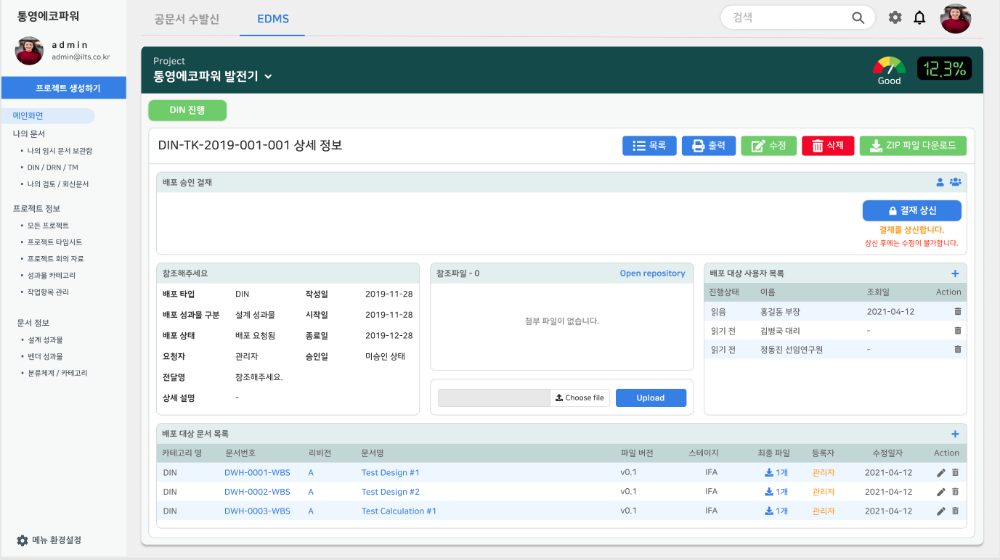 통영에코파워
admin
admin@ilts.co.kr
프로젝트 생성하기
메인화면
나의 문서
• 나의 임시 문서 보관함
• DIN / DRN / TM
• 나의 검토 / 회신문서
프로젝트 정보
• 모든 프로젝트
• 프로젝트 타임시트
• 프로젝트 회의 자료
• 성과물 카테고리
• 작업항목 관리
문서 정보
• 설계 성과물
• 벤더 성과물
• 분류체계 / 카테고리
메뉴 환경설정
공문서 수발신 EDMS 검색
Project
통영에코파워 발전기
Good 12.3%
DIN 진행
DIN-TK-2019-001-001 상세 정보 목록 출력 수정 삭제 ZIP 파일 다운로드
배포 승인 결재
결재 상신
결재를 상신합니다.
상신 후에는 수정이 불가합니다.
참조해주세요
배포 타입 DIN 작성일 2019-11-28
배포 성과물 구분 설계 성과물 시작일 2019-11-28
배포 상태 배포 요청됨 종료일 2019-12-28
요청자 관리자 승인일 미승인 상태
전달명 참조해주세요.
상세 설명 -
참조파일 - 0 Open repository
첨부 파일이 없습니다.
Choose file Upload
배포 대상 사용자 목록 +
진행상태 이름 조회일 Action
읽음 홍길동 부장 2021-04-12
읽기 전 김병국 대리 -
읽기 전 정동진 선임연구원 -
배포 대상 문서 목록 +
카테고리 명 문서번호 리비전 문서명 파일 버전 스테이지 최종 파일 등록자 수정일자 Action
DIN DWH-0001-WBS A Test Design #1 v0.1 IFA 1개 관리자 2021-04-12
DIN DWH-0002-WBS A Test Design #2 v0.1 IFA 1개 관리자 2021-04-12
DIN DWH-0003-WBS A Test Calculation #1 v0.1 IFA 1개 관리자 2021-04-12